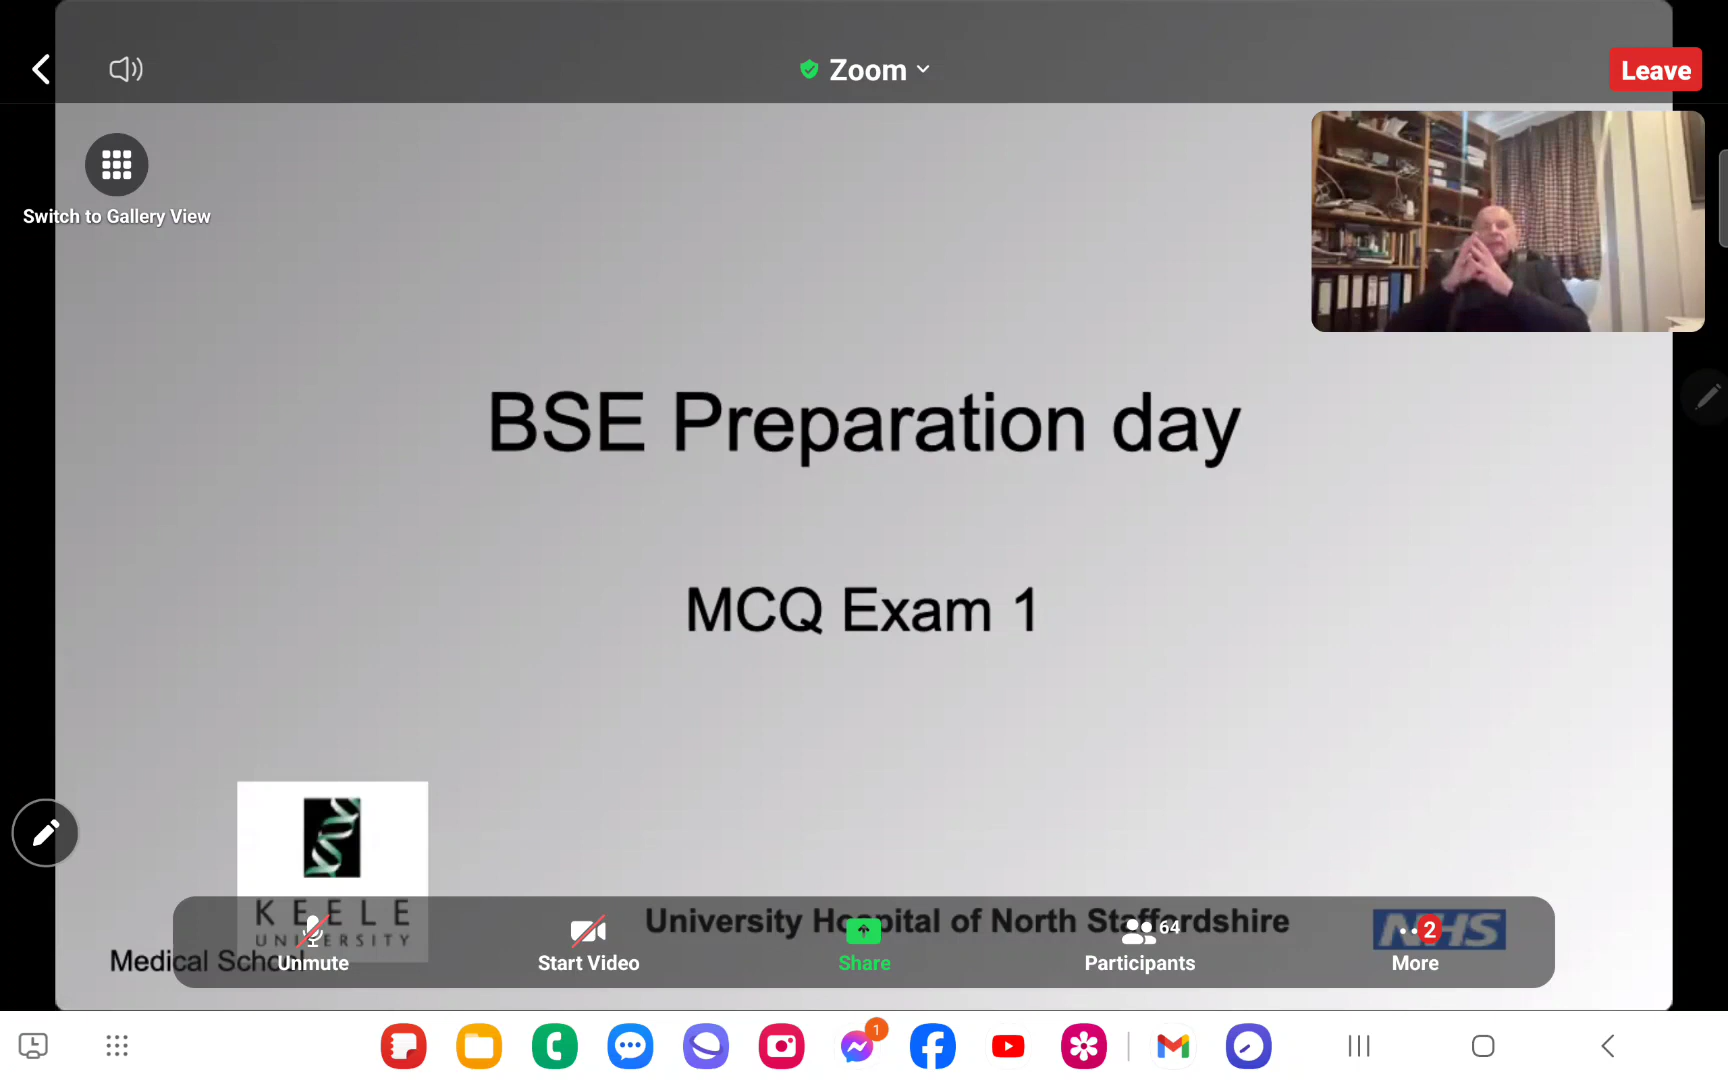 Zoom
Leave
Switch to Gallery View
BSE Preparation day
MCQ Exam 1
KEELE
UNIVERSITY
Medical School
University Hospital of North Staffordshire
NHS
Unmute
Start Video
Share
64
Participants
2
More
1